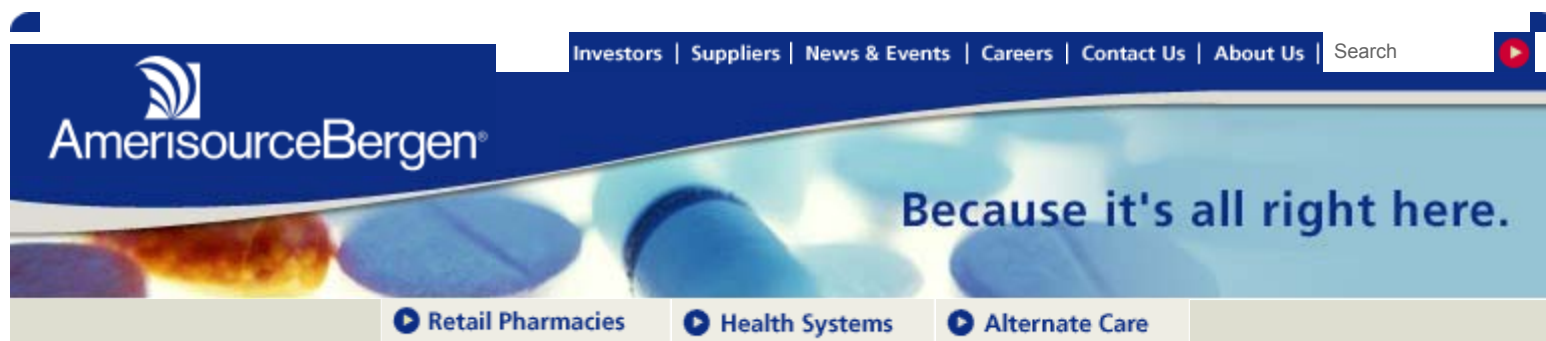 Investors | Suppliers | News & Events | Careers | Contact Us | About Us | Search
AmerisourceBergen®
Because it's all right here.
Retail Pharmacies Health Systems Alternate Care